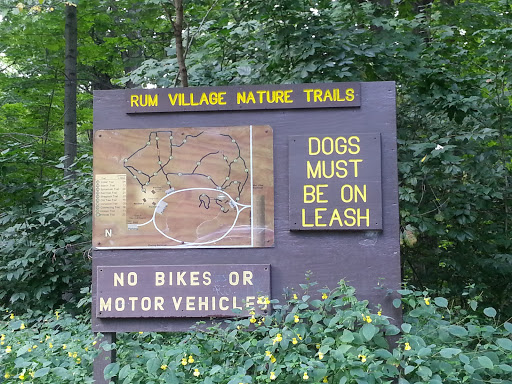 RUM VILLAGE NATURE TRAILS
DOGS
MUST
BE ON
LEASH
N
NO BIKES OR
MOTOR VEHICLES